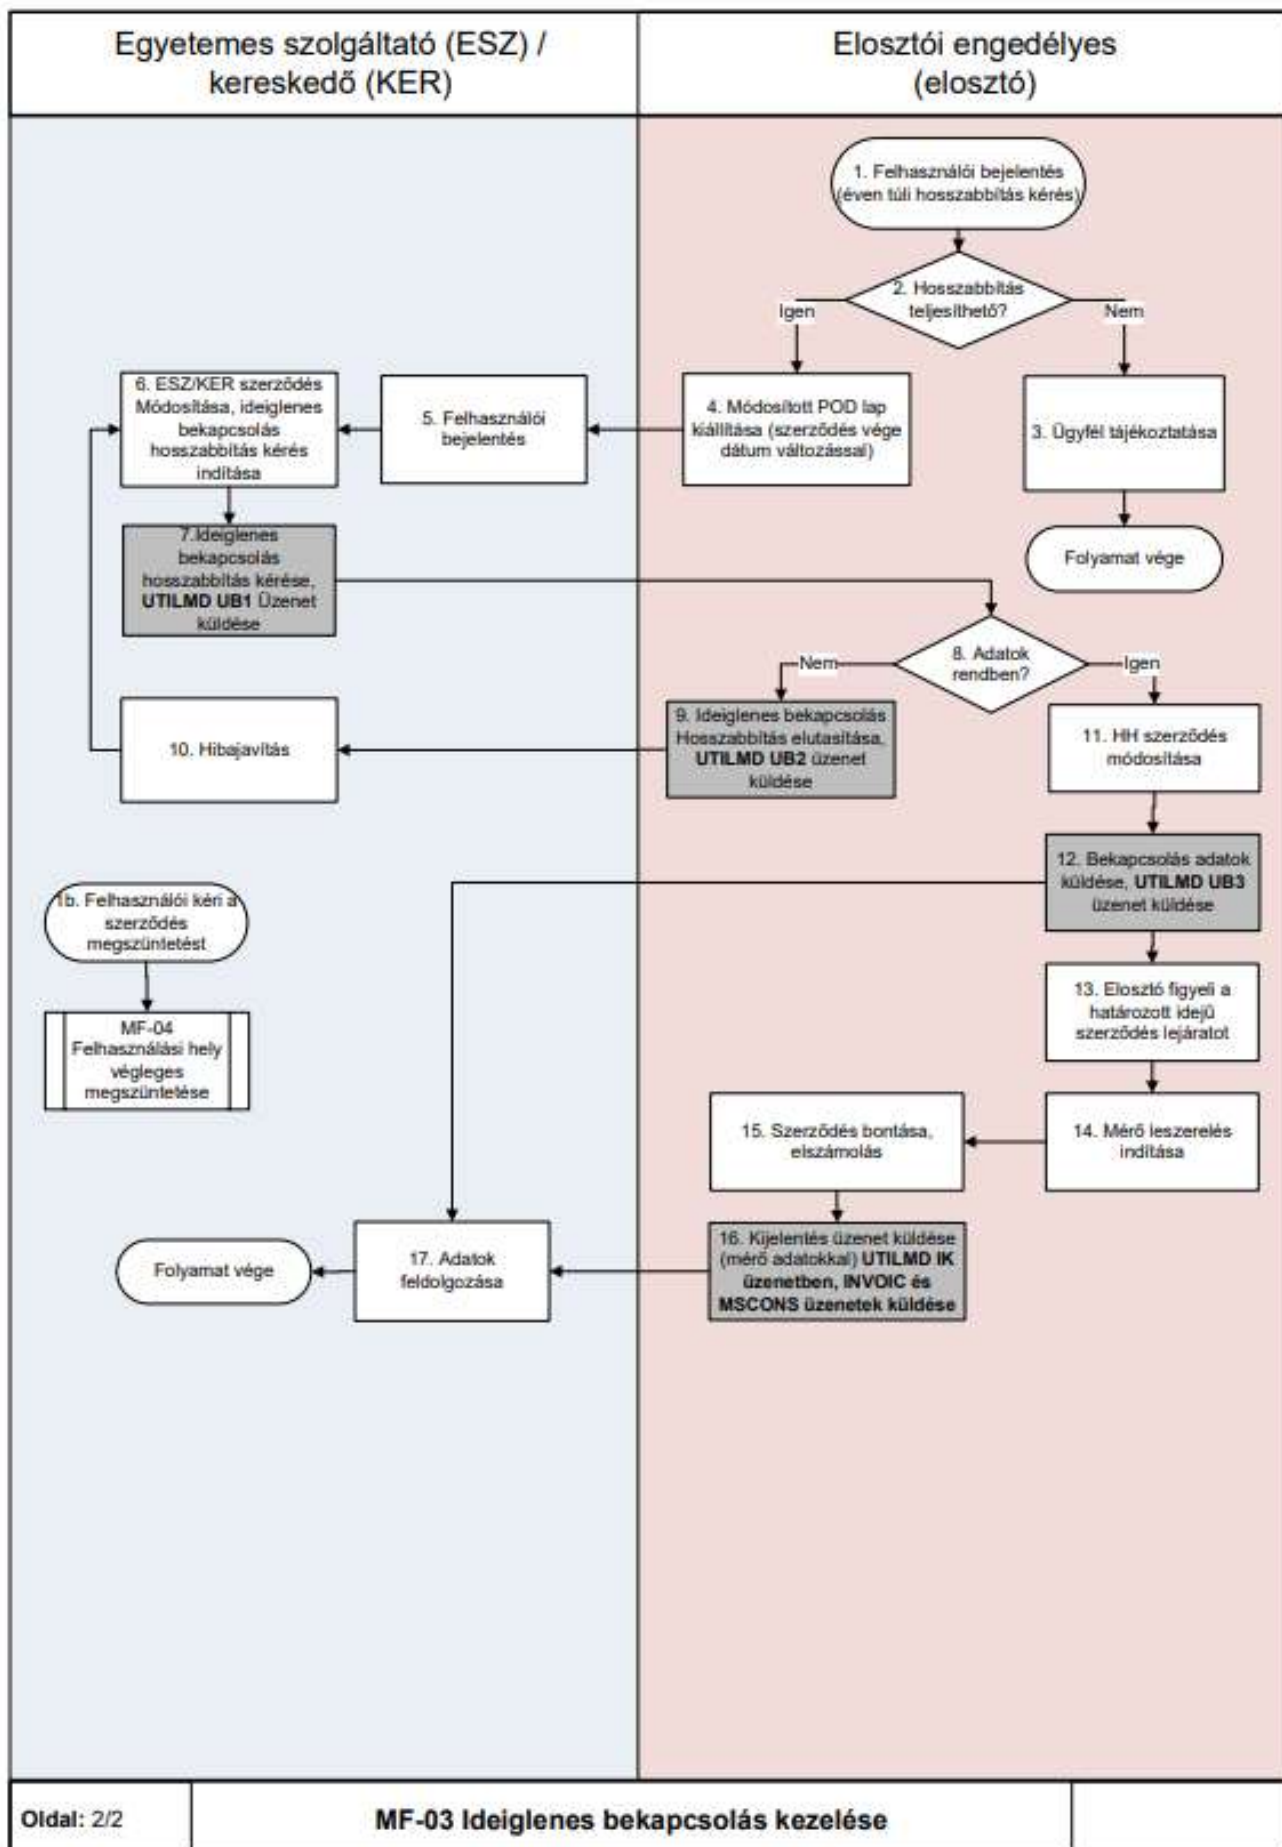 Egyetemes szolgáltató (ESZ) /
kereskedő (KER)
Elosztói engedélyes
(elosztó)
1. Felhasználói bejelentés
(éven túli hosszabbítás kérés)
2. Hosszabbítás
teljesíthető?
Igen
Nem
6. ESZ/KER szerződés
Módosítása, ideiglenes
bekapcsolás
hosszabbítás kérés
indítása
5. Felhasználói
bejelentés
4. Módosított POD lap
kiállítása (szerződés vége
dátum változással)
3. Ügyfél tájékoztatása
7.Ideiglenes
bekapcsolás
hosszabbítás kérése,
UTILMD UB1 Üzenet
küldése
Folyamat vége
8. Adatok
rendben?
Nem
Igen
9. Ideiglenes bekapcsolás
Hosszabbítás elutasítása,
UTILMD UB2 üzenet
küldése
10. Hibajavítás
11. HH szerződés
módosítása
12. Bekapcsolás adatok
küldése, UTILMD UB3
üzenet küldése
1b. Felhasználói kéri a
szerződés
megszüntetést
13. Elosztó figyeli a
határozott idejű
szerződés lejáratot
MF-04
Felhasználási hely
végleges
megszüntetése
15. Szerződés bontása,
elszámolás
14. Mérő leszerelés
indítása
Folyamat vége
17. Adatok
feldolgozása
16. Kijelentés üzenet küldése
(mérő adatokkal) UTILMD IK
üzenetben, INVOIC és
MSCONS üzenetek küldése
Oldal: 2/2
MF-03 Ideiglenes bekapcsolás kezelése